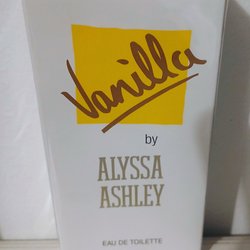 Vanilla
by
ALYSSA
ASHLEY
EAU DE TOILETTE